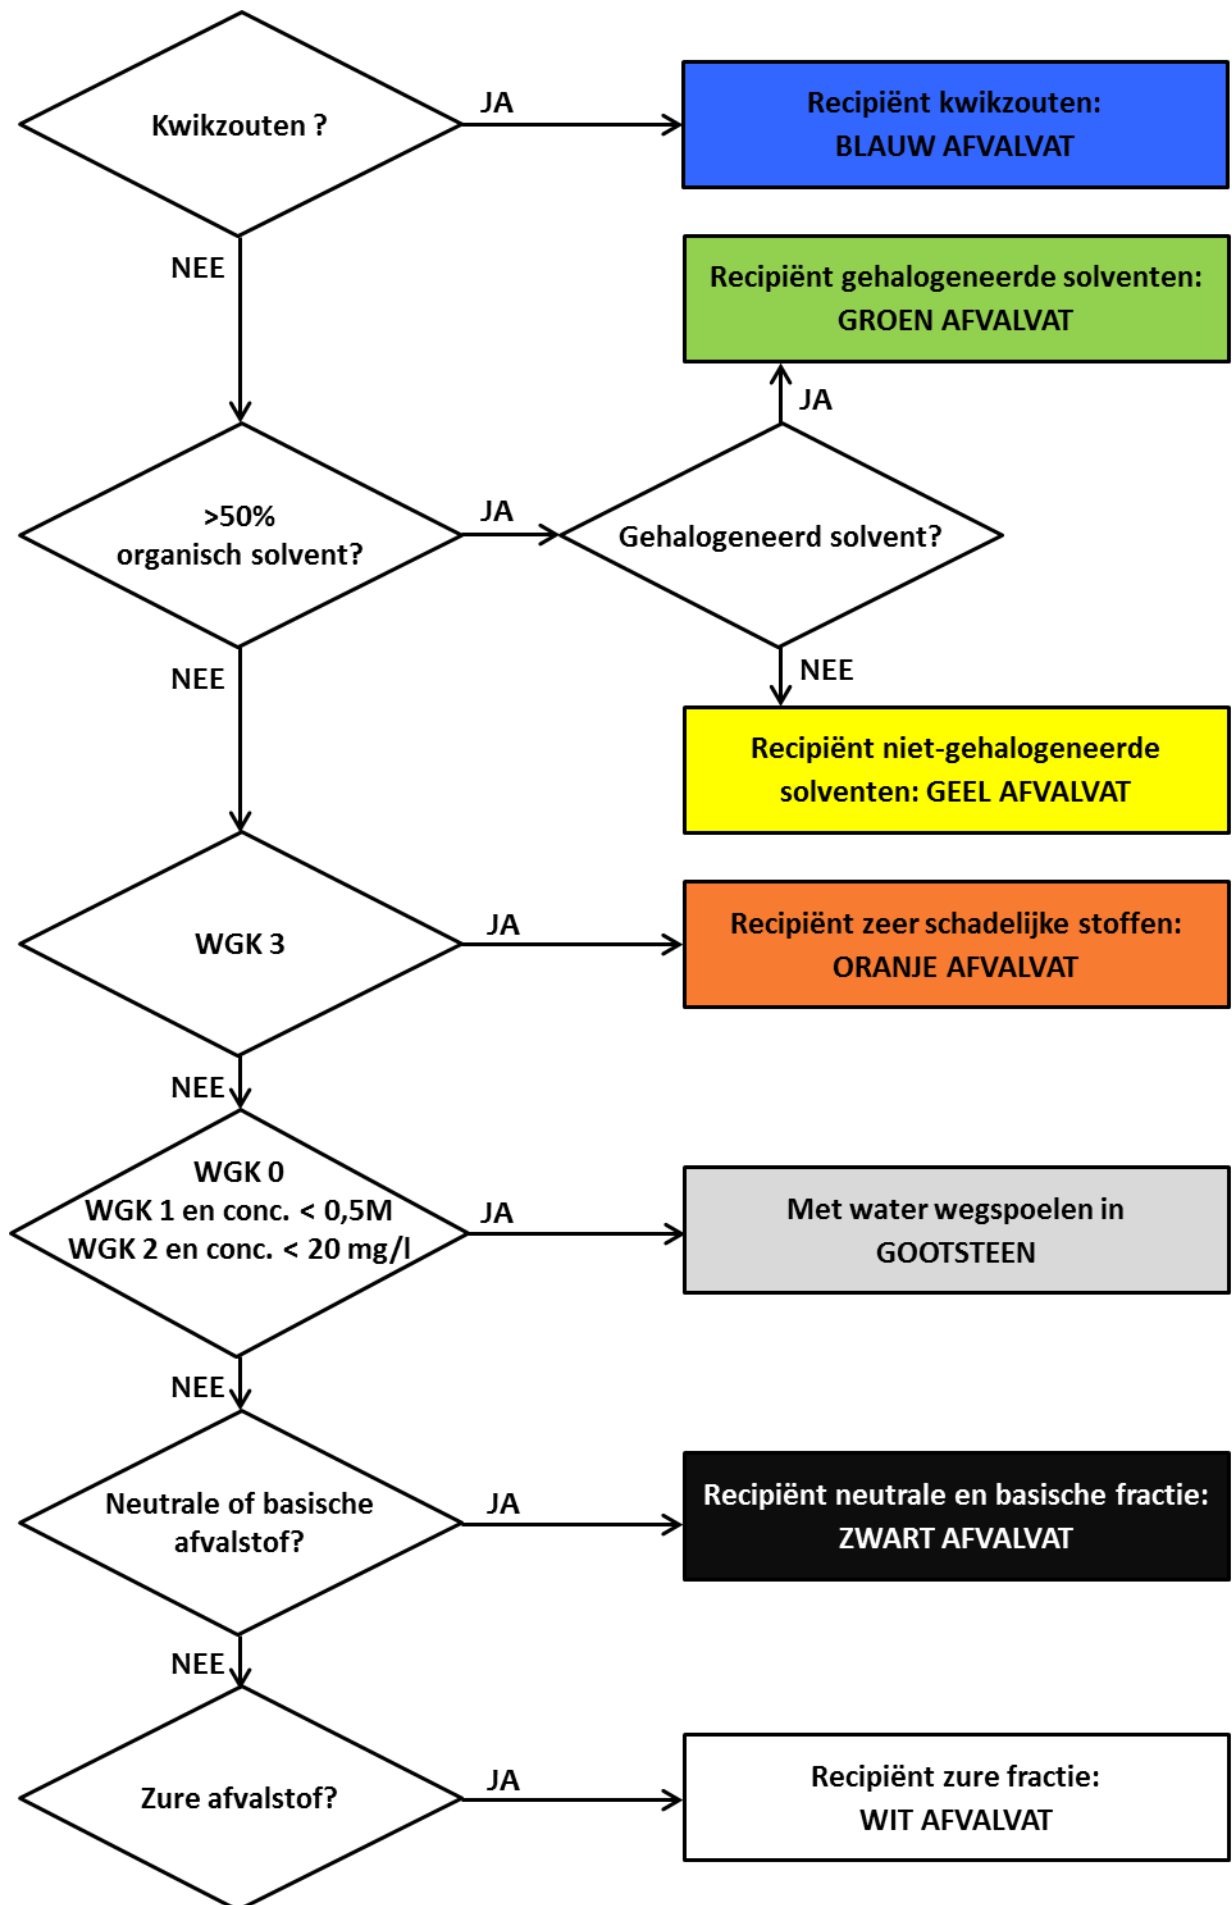 Kwikzouten ?
JA
Recipiënt kwikzouten:
BLAUW AFVALVAT
NEE
Recipiënt gehalogeneerde solventen:
GROEN AFVALVAT
JA
>50%
organisch solvent?
JA
Gehalogeneerd solvent?
NEE
NEE
Recipiënt niet-gehalogeneerde
solventen: GEEL AFVALVAT
WGK 3
JA
Recipiënt zeer schadelijke stoffen:
ORANJE AFVALVAT
NEE
WGK 0
WGK 1 en conc. < 0,5M
WGK 2 en conc. < 20 mg/l
JA
Met water wegspoelen in
GOOTSTEEN
NEE
Neutrale of basische
afvalstof?
JA
Recipiënt neutrale en basische fractie:
ZWART AFVALVAT
NEE
Zure afvalstof?
JA
Recipiënt zure fractie:
WIT AFVALVAT